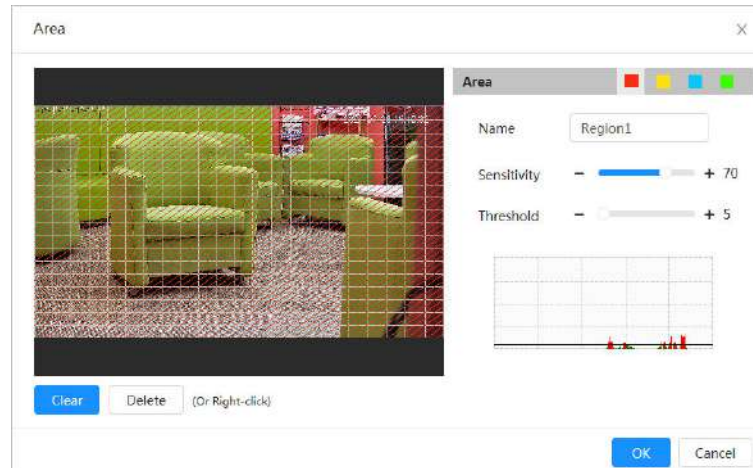 Area
Area
Name
Region1
Sensitivity
- + 70
Threshold
- + 5
Clear
Delete
(Or Right-click)
OK
Cancel